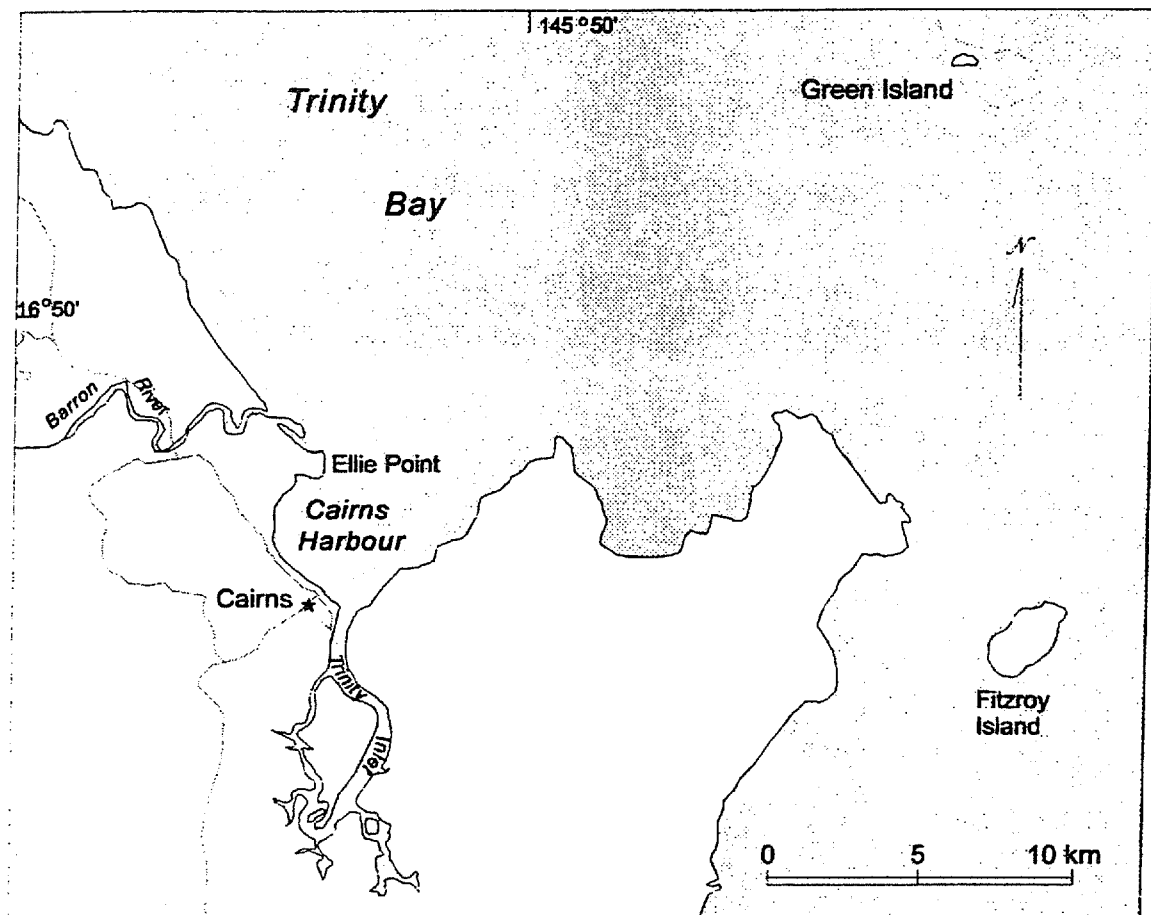 145°50'
Green Island
Trinity
Bay
N
16°50'
Barron
River
Ellie Point
Cairns
Harbour
Cairns
Trinity
Inlet
Fitzroy
Island
0 5 10 km